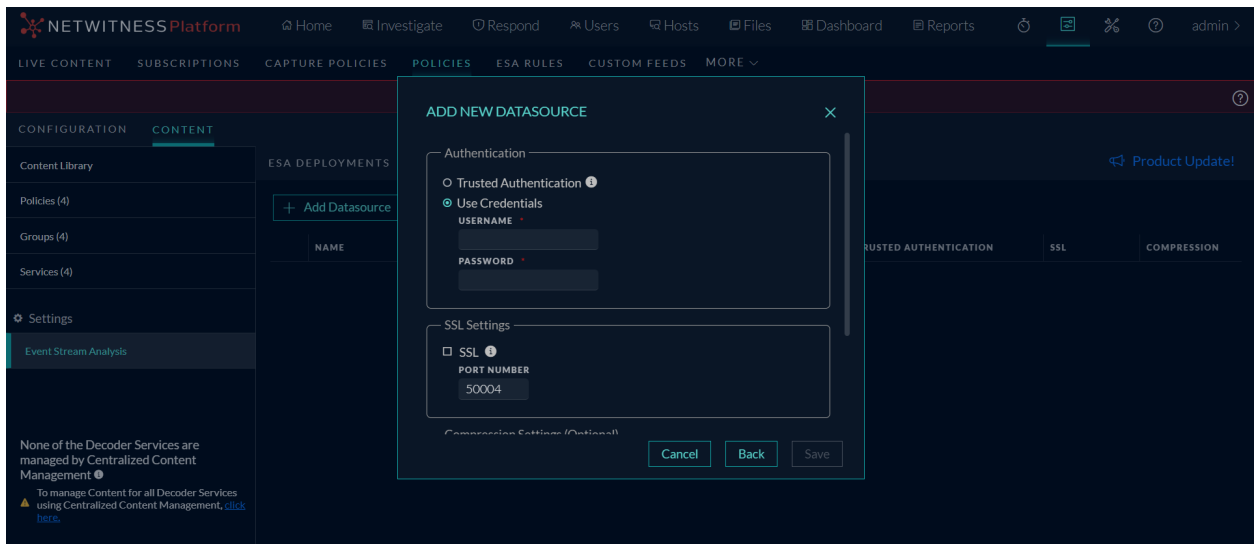 NETWITNESS Platform Home Investigate Respond Users Hosts Files Dashboard Reports admin >
LIVE CONTENT SUBSCRIPTIONS CAPTURE POLICIES POLICIES ESA RULES CUSTOM FEEDS MORE
CONFIGURATION CONTENT
Content Library
Policies (4)
Groups (4)
Services (4)
Settings
Event Stream Analysis
None of the Decoder Services are
managed by Centralized Content
Management
To manage Content for all Decoder Services
using Centralized Content Management, click
here.
ESA DEPLOYMENTS
Product Update!
+ Add Datasource
NAME RUSTED AUTHENTICATION SSL COMPRESSION
ADD NEW DATASOURCE
Authentication
Trusted Authentication
Use Credentials
USERNAME *
PASSWORD *
SSL Settings
SSL
PORT NUMBER
50004
Compression Settings (Optional)
Cancel Back Save